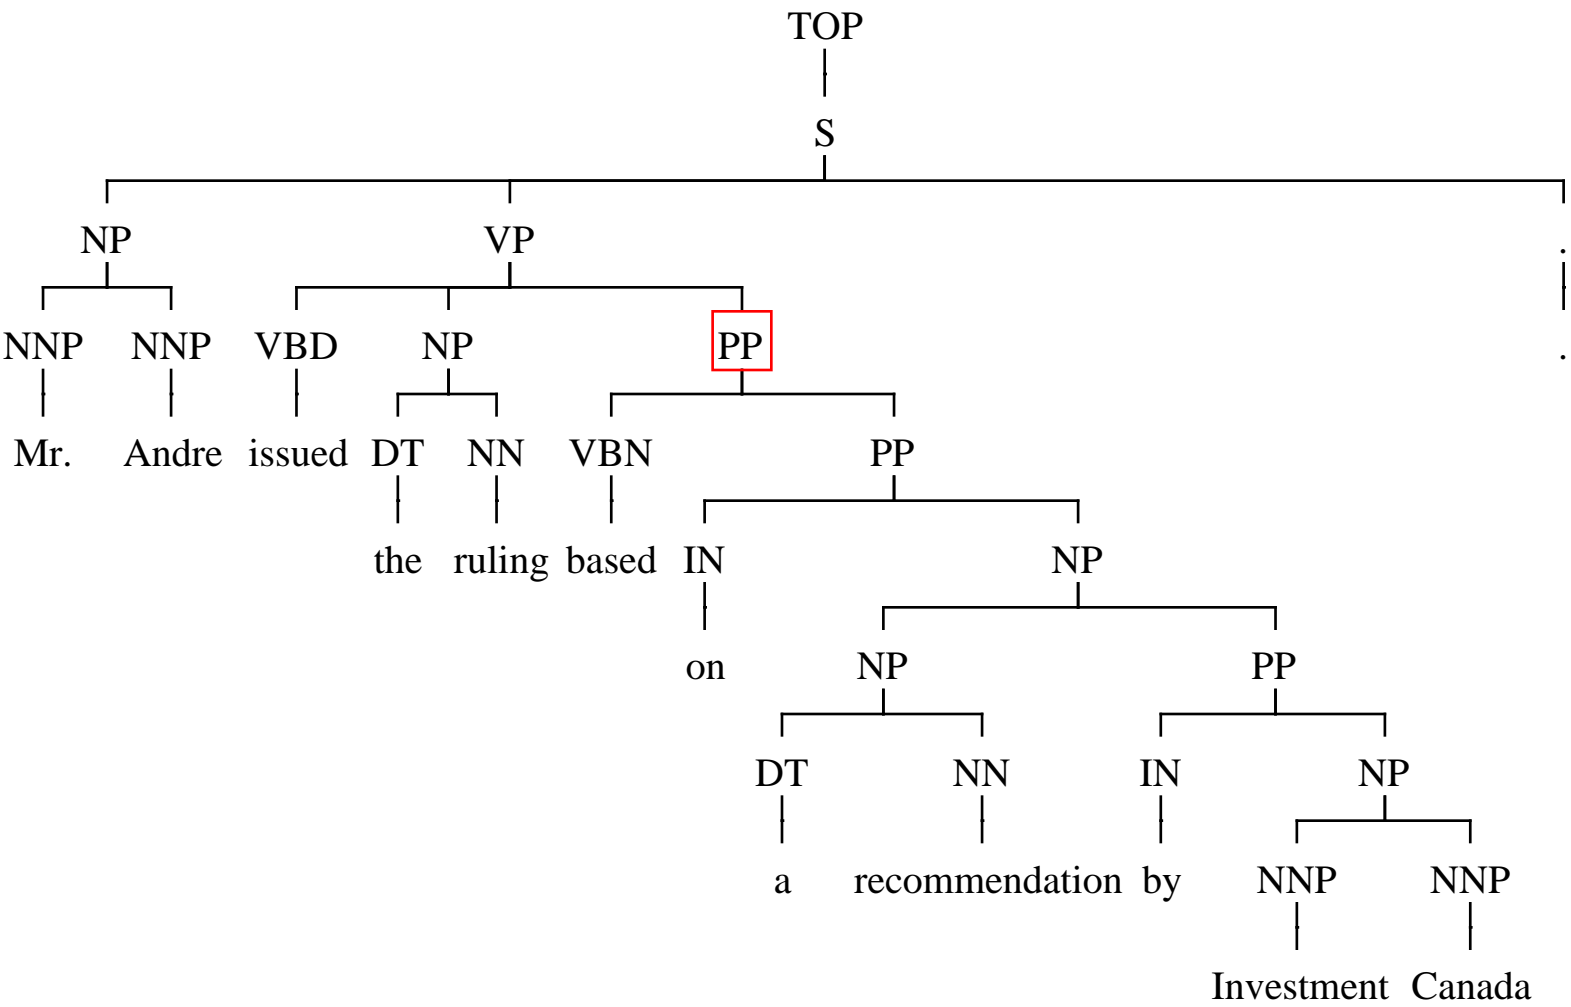 TOP
S
NP VP .
NNP NNP VBD NP PP .
Mr. Andre issued DT NN VBN PP
the ruling based IN NP
on NP PP
DT NN IN NP
a recommendation by NNP NNP
Investment Canada